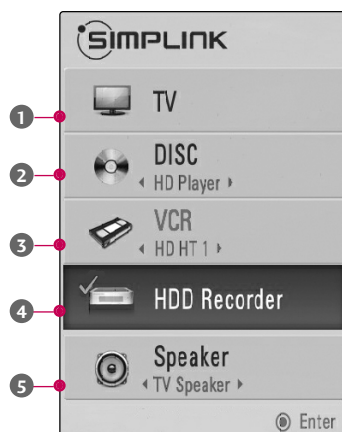 SIMPLINK
1 TV
2 DISC
◀ HD Player ▶
3 VCR
◀ HD HT 1 ▶
4 HDD Recorder
5 Speaker
◀ TV Speaker ▶
◉ Enter